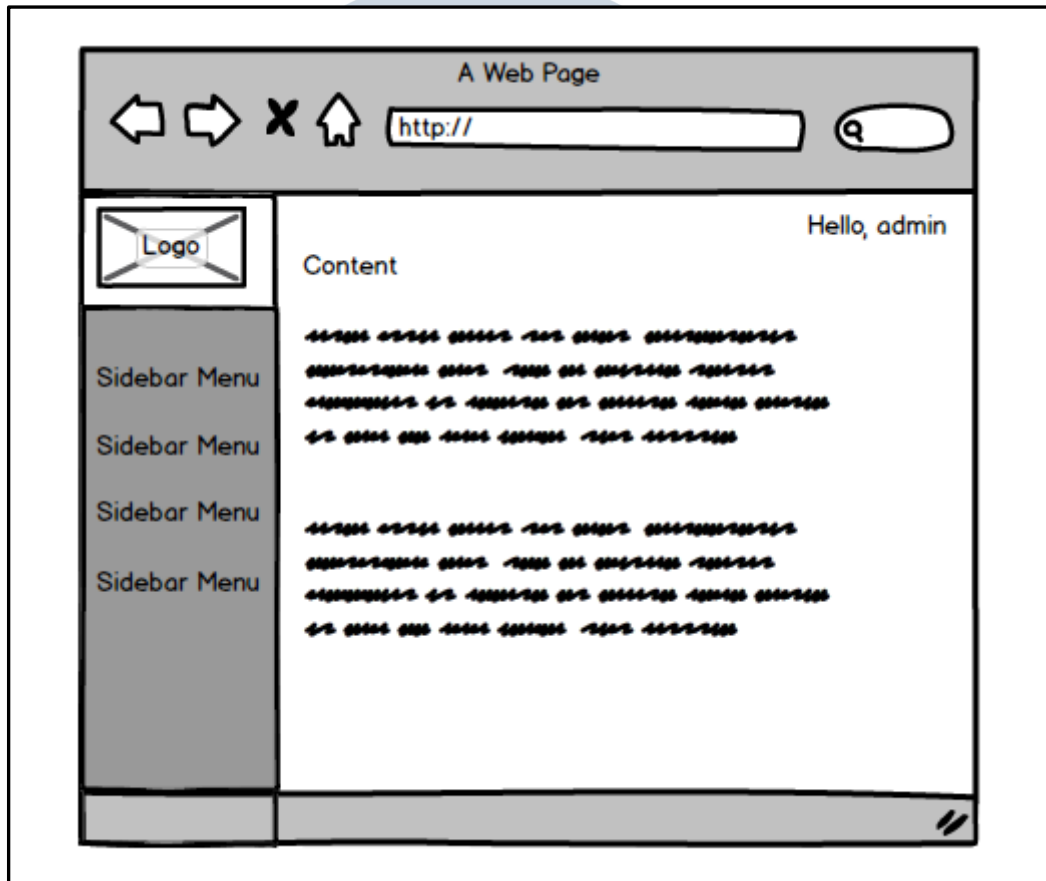 A Web Page
http://
Logo
Hello, admin
Content
Sidebar Menu
Sidebar Menu
Sidebar Menu
Sidebar Menu